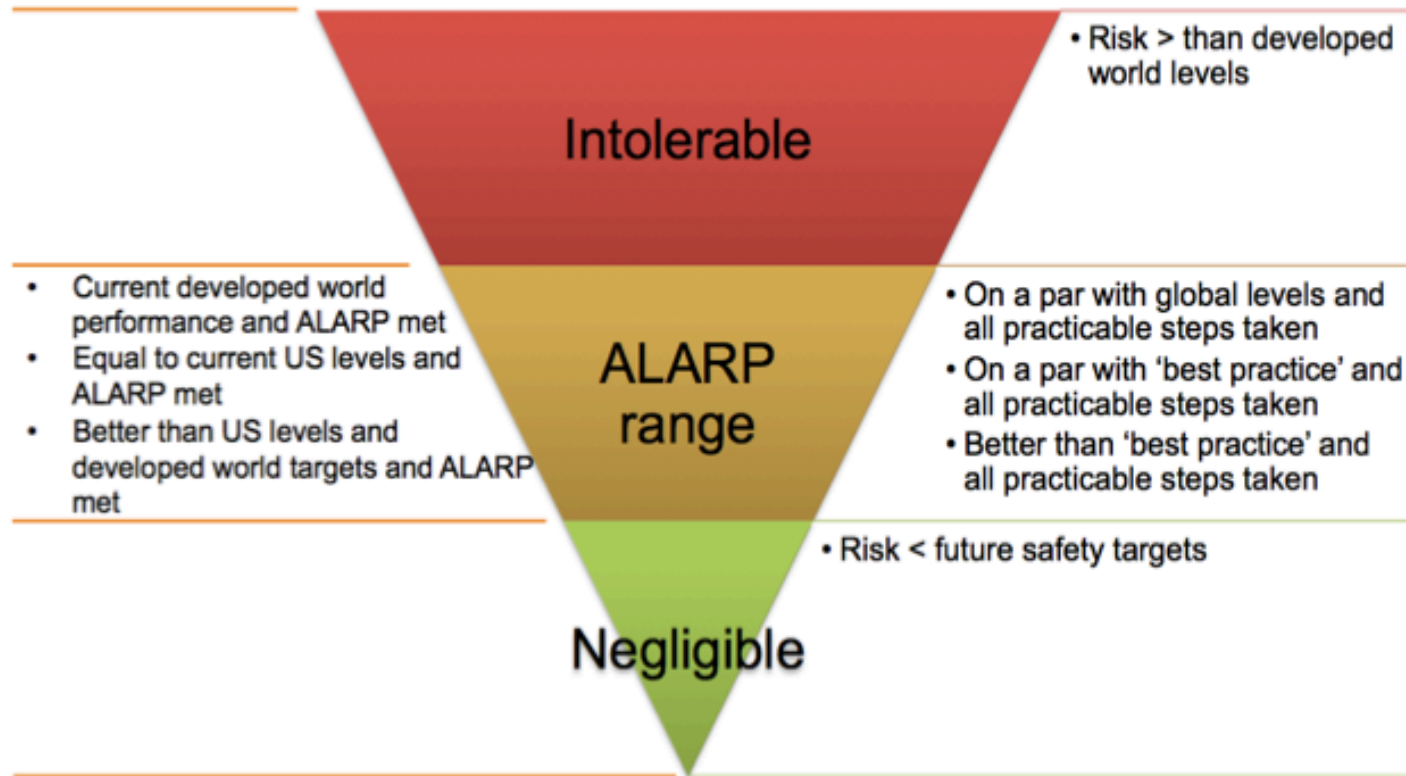 • Risk > than developed
world levels
Intolerable
• Current developed world
performance and ALARP met
• Equal to current US levels and
ALARP met
• Better than US levels and
developed world targets and ALARP
met
ALARP
range
• On a par with global levels and
all practicable steps taken
• On a par with ‘best practice’ and
all practicable steps taken
• Better than ‘best practice’ and
all practicable steps taken
• Risk < future safety targets
Negligible